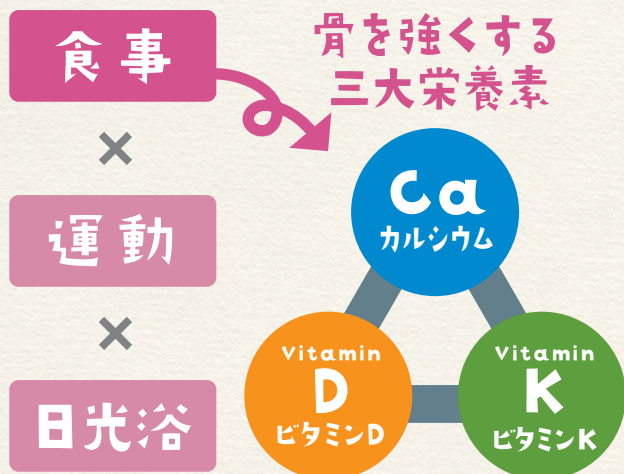 食事
×
運動
×
日光浴
骨を強くする
三大栄養素
Ca
カルシウム
Vitamin
D
ビタミンD
Vitamin
K
ビタミンK